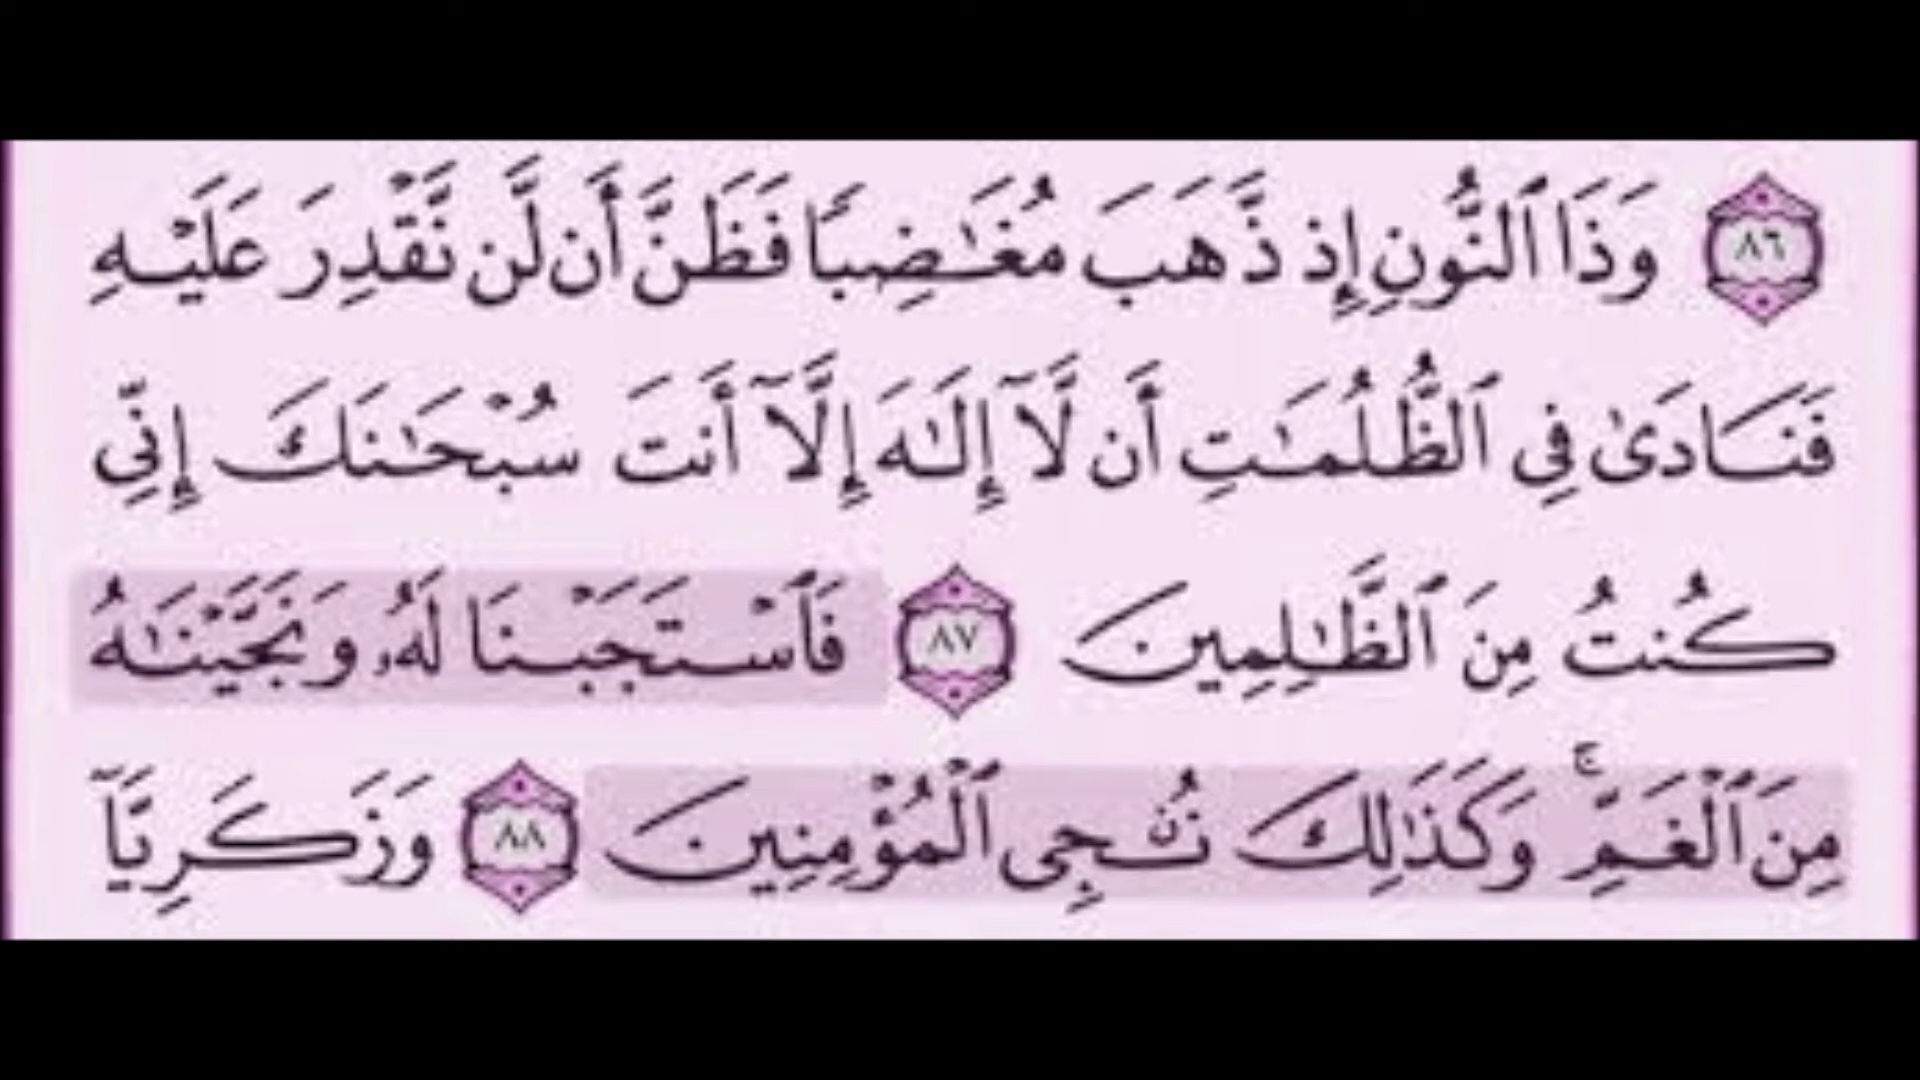 ٨٦ وَذَا ٱلنُّونِ إِذ ذَّهَبَ مُغَٰضِبًا فَظَنَّ أَن لَّن نَّقْدِرَ عَلَيْهِ
فَنَادَىٰ فِى ٱلظُّلُمَٰتِ أَن لَّآ إِلَٰهَ إِلَّآ أَنتَ سُبْحَٰنَكَ إِنِّى
كُنتُ مِنَ ٱلظَّٰلِمِينَ ٨٧ فَٱسْتَجَبْنَا لَهُۥ وَنَجَّيْنَٰهُ
مِنَ ٱلْغَمِّ ۚ وَكَذَٰلِكَ نُۨجِى ٱلْمُؤْمِنِينَ ٨٨ وَزَكَرِيَّآ